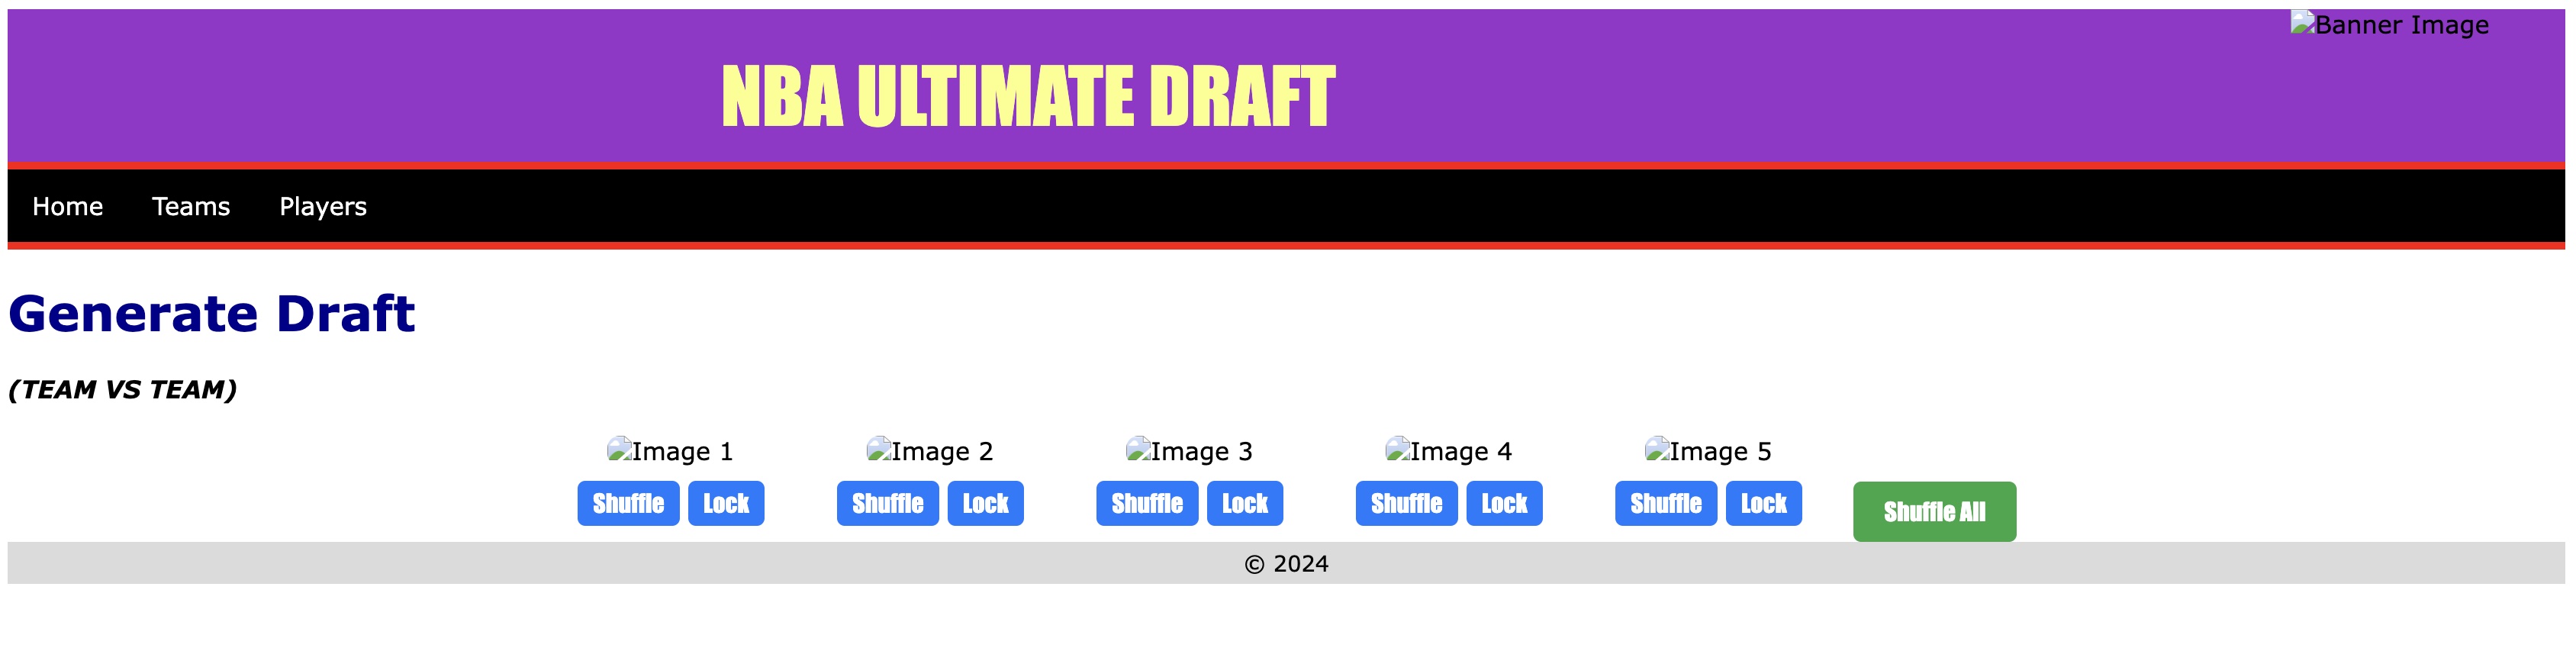 Banner Image
NBA ULTIMATE DRAFT
Home Teams Players
Generate Draft
(TEAM VS TEAM)
Image 1 Image 2 Image 3 Image 4 Image 5
Shuffle Lock Shuffle Lock Shuffle Lock Shuffle Lock Shuffle Lock Shuffle All
© 2024